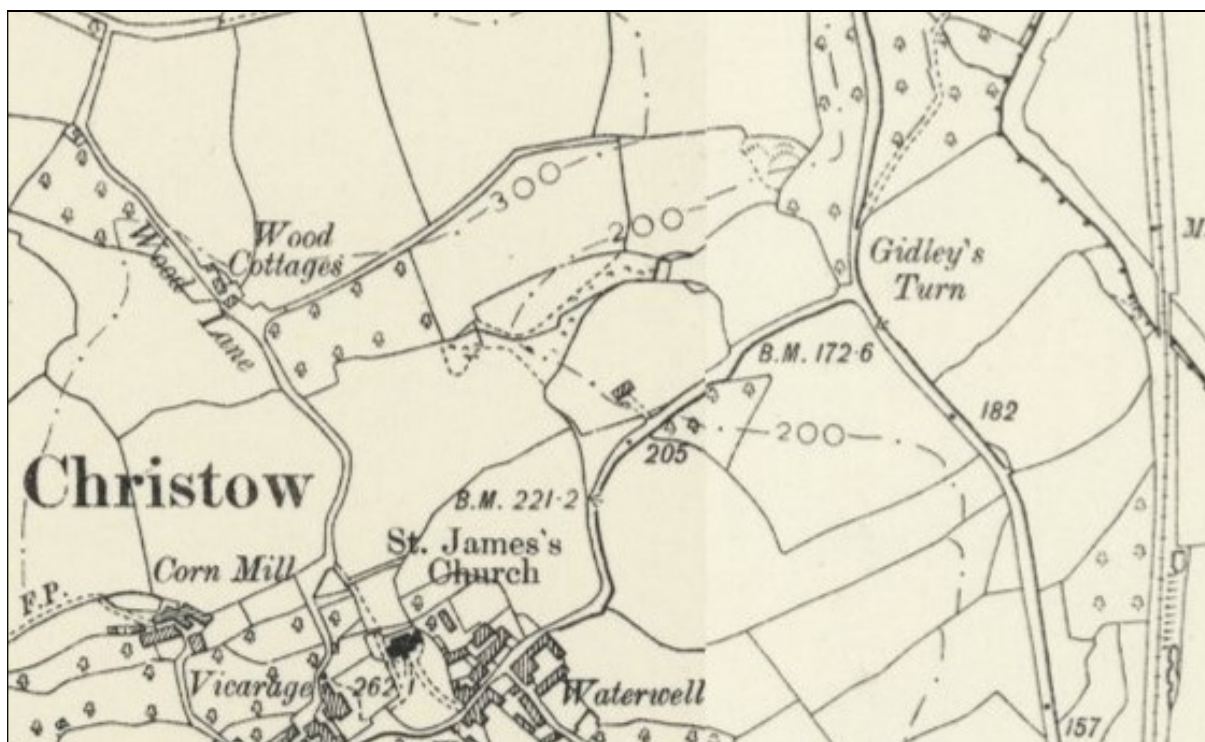 300
200
Wood
Cottages
Wood
Lane
Gidley's
Turn
B.M. 172·6
182
200
205
Christow
B.M. 221·2
St. James's
Church
Corn Mill
F.P.
Vicarage
262·1
Waterwell
157